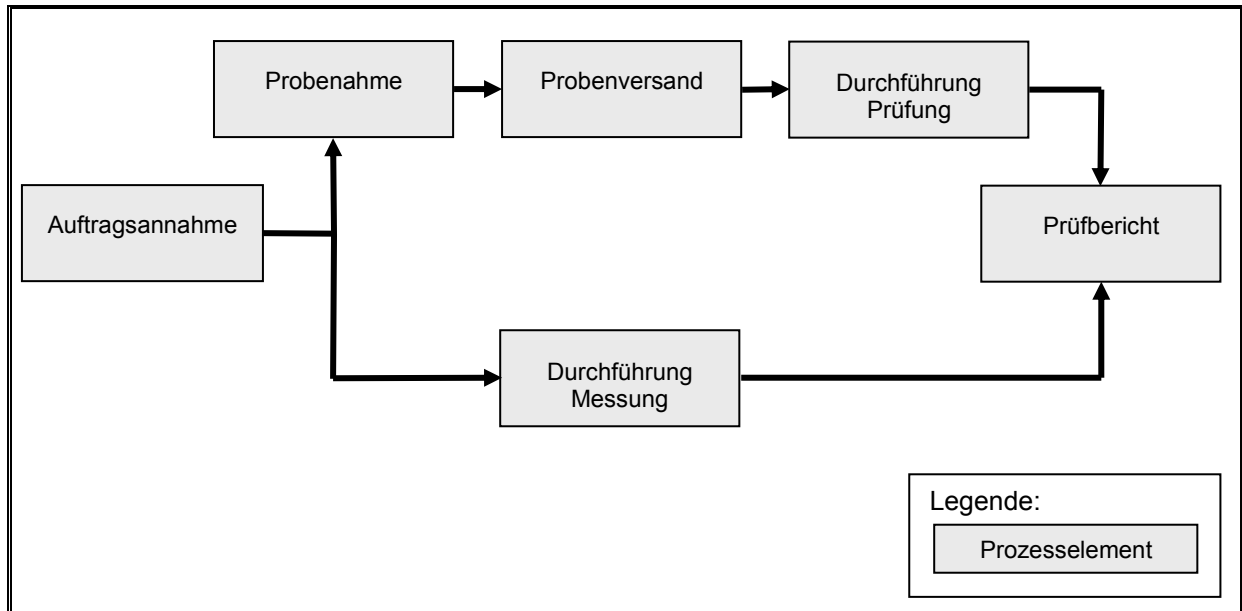 Probenahme
Probenversand
Durchführung
Prüfung
Auftragsannahme
Prüfbericht
Durchführung
Messung
Legende:
Prozesselement